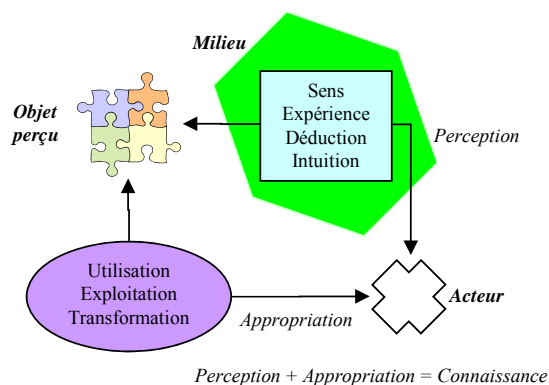 Milieu
Sens
Expérience
Déduction
Intuition
Objet
perçu
Perception
Utilisation
Exploitation
Transformation
Appropriation
Acteur
Perception + Appropriation = Connaissance